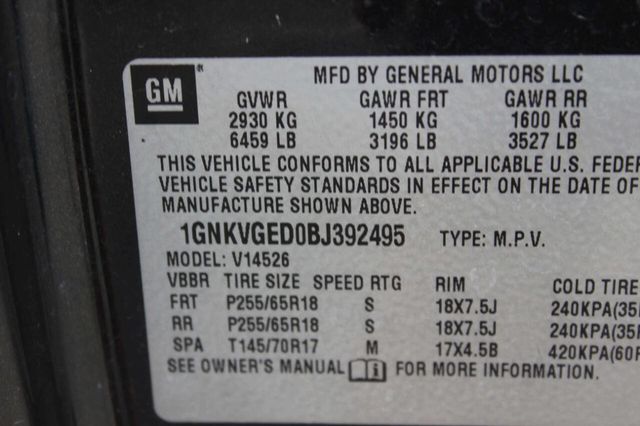 GM® MFD BY GENERAL MOTORS LLC
GVWR GAWR FRT GAWR RR
2930 KG 1450 KG 1600 KG
6459 LB 3196 LB 3527 LB
THIS VEHICLE CONFORMS TO ALL APPLICABLE U.S. FEDER
VEHICLE SAFETY STANDARDS IN EFFECT ON THE DATE OF
MANUFACTURE SHOWN ABOVE.
1GNKVGED0BJ392495 TYPE: M.P.V.
MODEL: V14526
VBBR TIRE SIZE SPEED RTG RIM COLD TIRE
FRT P255/65R18 S 18X7.5J 240KPA(35
RR P255/65R18 S 18X7.5J 240KPA(35
SPA T145/70R17 M 17X4.5B 420KPA(60
SEE OWNER'S MANUAL FOR MORE INFORMATION.